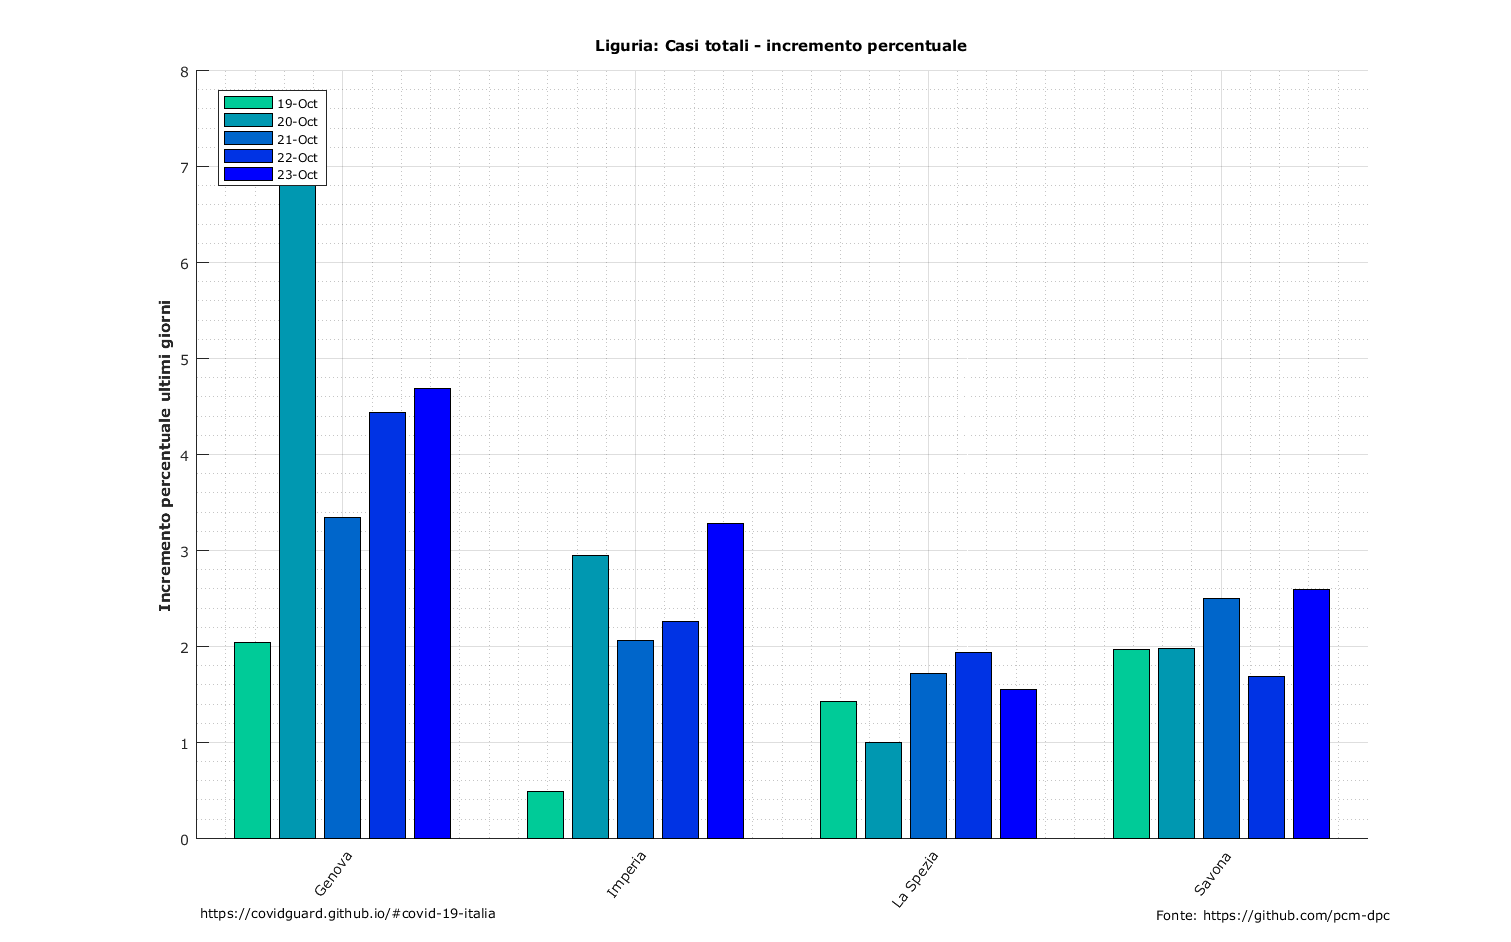 Liguria: Casi totali - incremento percentuale
8
7
6
5
4
3
2
1
0
Incremento percentuale ultimi giorni
19-Oct
20-Oct
21-Oct
22-Oct
23-Oct
Genova
Imperia
La Spezia
Savona
https://covidguard.github.io/#covid-19-italia
Fonte: https://github.com/pcm-dpc